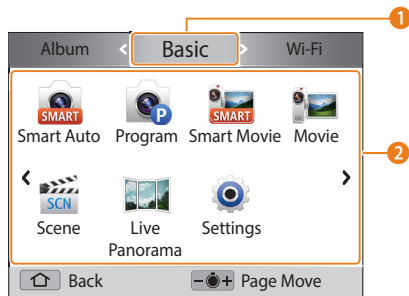 1
Album < Basic > Wi-Fi
SMART P SMART
Smart Auto Program Smart Movie Movie
2
SCN
Scene Live Panorama Settings
Back − + Page Move